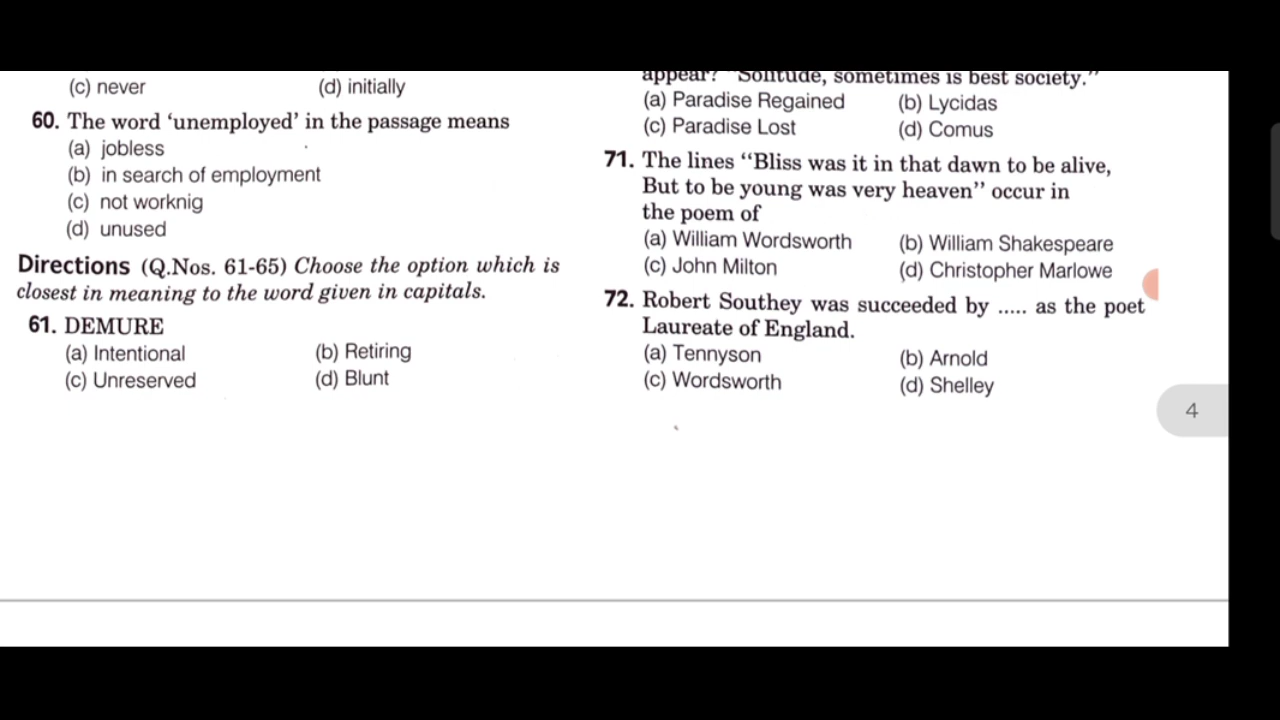 (c) never (d) initially
60. The word ‘unemployed’ in the passage means
(a) jobless
(b) in search of employment
(c) not worknig
(d) unused
Directions (Q.Nos. 61-65) Choose the option which is
closest in meaning to the word given in capitals.
61. DEMURE
(a) Intentional (b) Retiring
(c) Unreserved (d) Blunt
appear? “Solitude, sometimes is best society.”
(a) Paradise Regained (b) Lycidas
(c) Paradise Lost (d) Comus
71. The lines “Bliss was it in that dawn to be alive,
But to be young was very heaven” occur in
the poem of
(a) William Wordsworth (b) William Shakespeare
(c) John Milton (d) Christopher Marlowe
72. Robert Southey was succeeded by ..... as the poet
Laureate of England.
(a) Tennyson (b) Arnold
(c) Wordsworth (d) Shelley
4